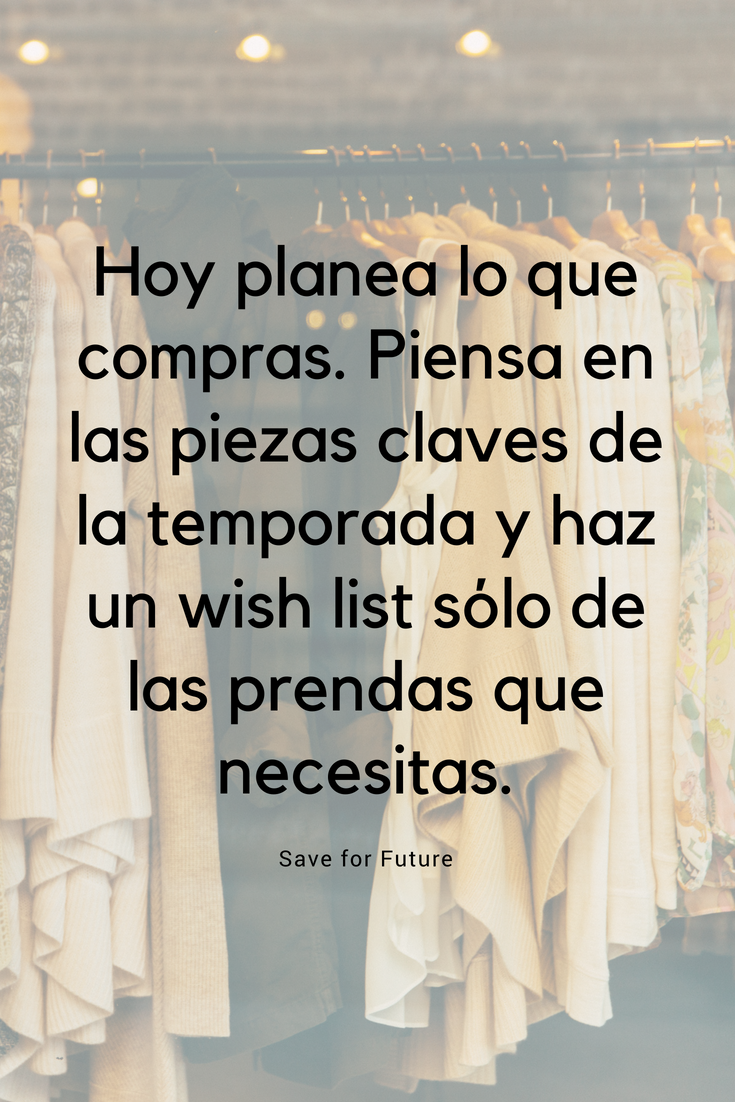 Hoy planea lo que
compras. Piensa en
las piezas claves de
la temporada y haz
un wish list sólo de
las prendas que
necesitas.
Save for Future